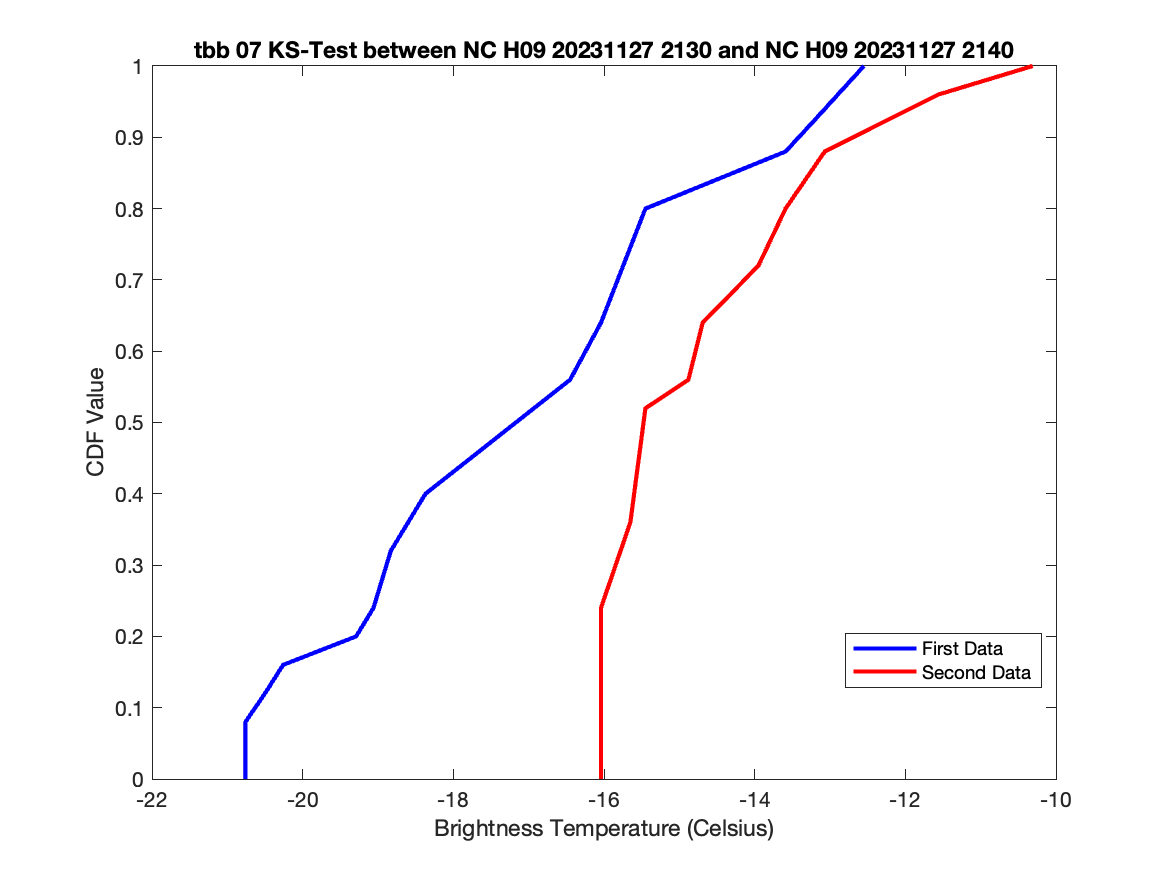 tbb 07 KS-Test between NC H09 20231127 2130 and NC H09 20231127 2140
1
0.9
0.8
0.7
0.6
0.5
0.4
0.3
0.2
0.1
0
CDF Value
First Data
Second Data
-22 -20 -18 -16 -14 -12 -10
Brightness Temperature (Celsius)